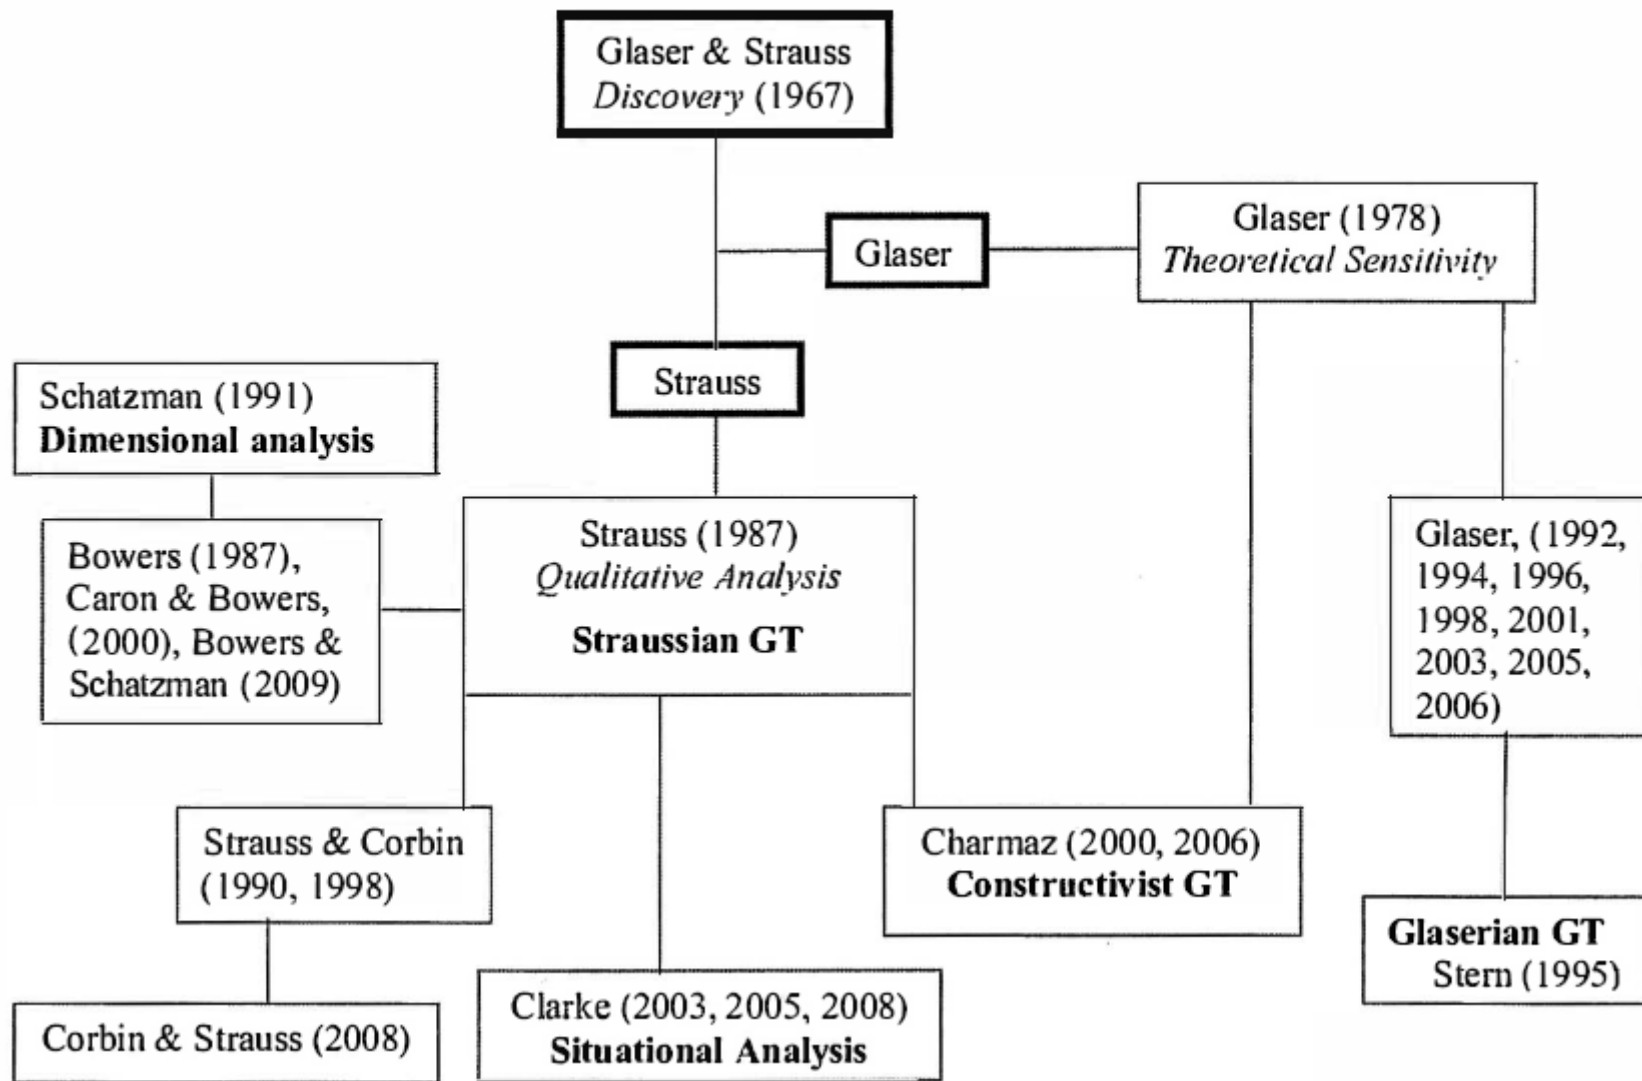 Glaser & Strauss
Discovery (1967)
Glaser
Glaser (1978)
Theoretical Sensitivity
Strauss
Schatzman (1991)
Dimensional analysis
Bowers (1987),
Caron & Bowers,
(2000), Bowers &
Schatzman (2009)
Strauss (1987)
Qualitative Analysis
Straussian GT
Glaser, (1992,
1994, 1996,
1998, 2001,
2003, 2005,
2006)
Strauss & Corbin
(1990, 1998)
Charmaz (2000, 2006)
Constructivist GT
Glaserian GT
Stern (1995)
Corbin & Strauss (2008)
Clarke (2003, 2005, 2008)
Situational Analysis